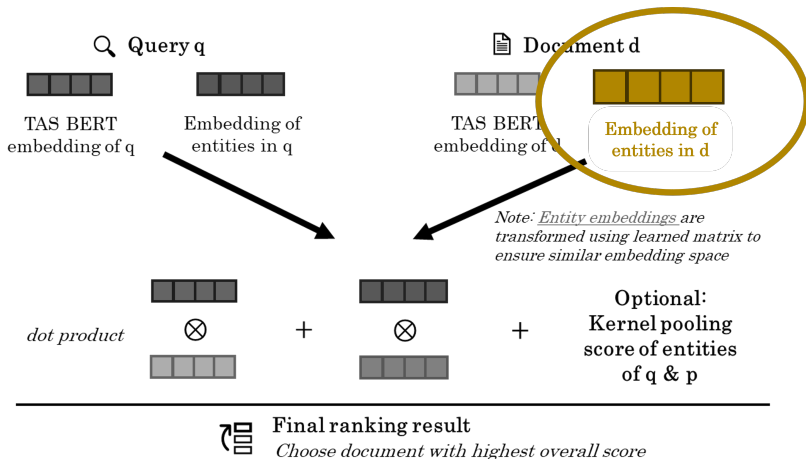 Query q
Document d
TAS BERT
embedding of q
Embedding of
entities in q
TAS BERT
embedding of d
Embedding of
entities in d
Note: Entity embeddings are
transformed using learned matrix to
ensure similar embedding space
dot product
+
+
Optional:
Kernel pooling
score of entities
of q & p
Final ranking result
Choose document with highest overall score